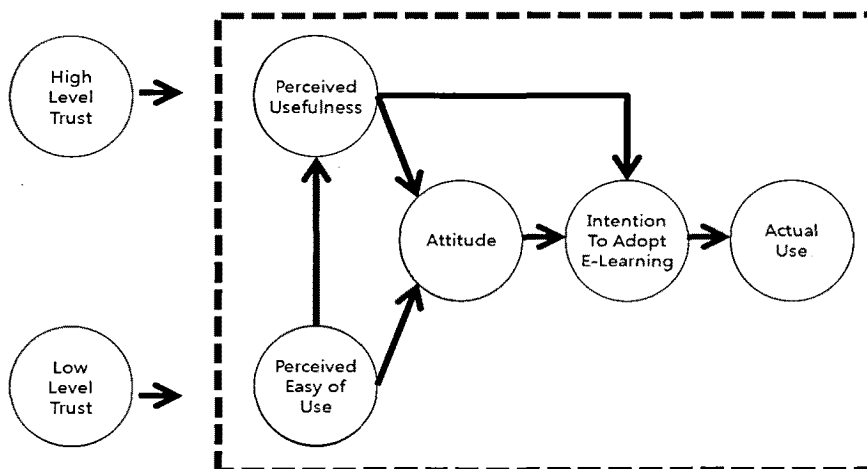 High
Level
Trust
Perceived
Usefulness
Attitude
Intention
To Adopt
E-Learning
Actual
Use
Low
Level
Trust
Perceived
Easy of
Use